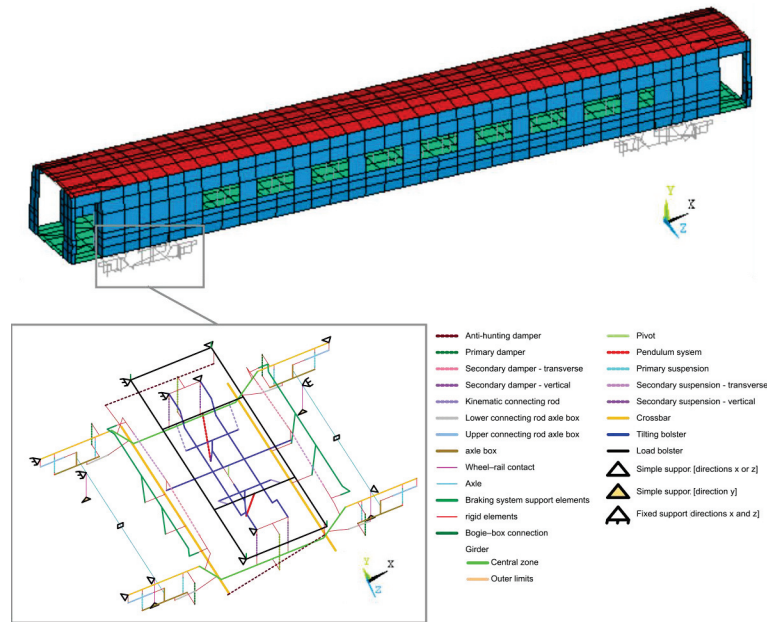 Y
X
Z
Anti-hunting damper
Primary damper
Secondary damper - transverse
Secondary damper - vertical
Kinematic connecting rod
Lower connecting rod axle box
Upper connecting rod axle box
axle box
Wheel–rail contact
Axle
Braking system support elements
rigid elements
Bogie–box connection
Girder
Central zone
Outer limits
Pivot
Pendulum sysem
Primary suspension
Secondary suspension - transverse
Secondary suspension - vertical
Crossbar
Tilting bolster
Load bolster
Simple suppor. [directions x or z]
Simple suppor. [direction y]
Fixed support directions x and z]
Y
X
Z